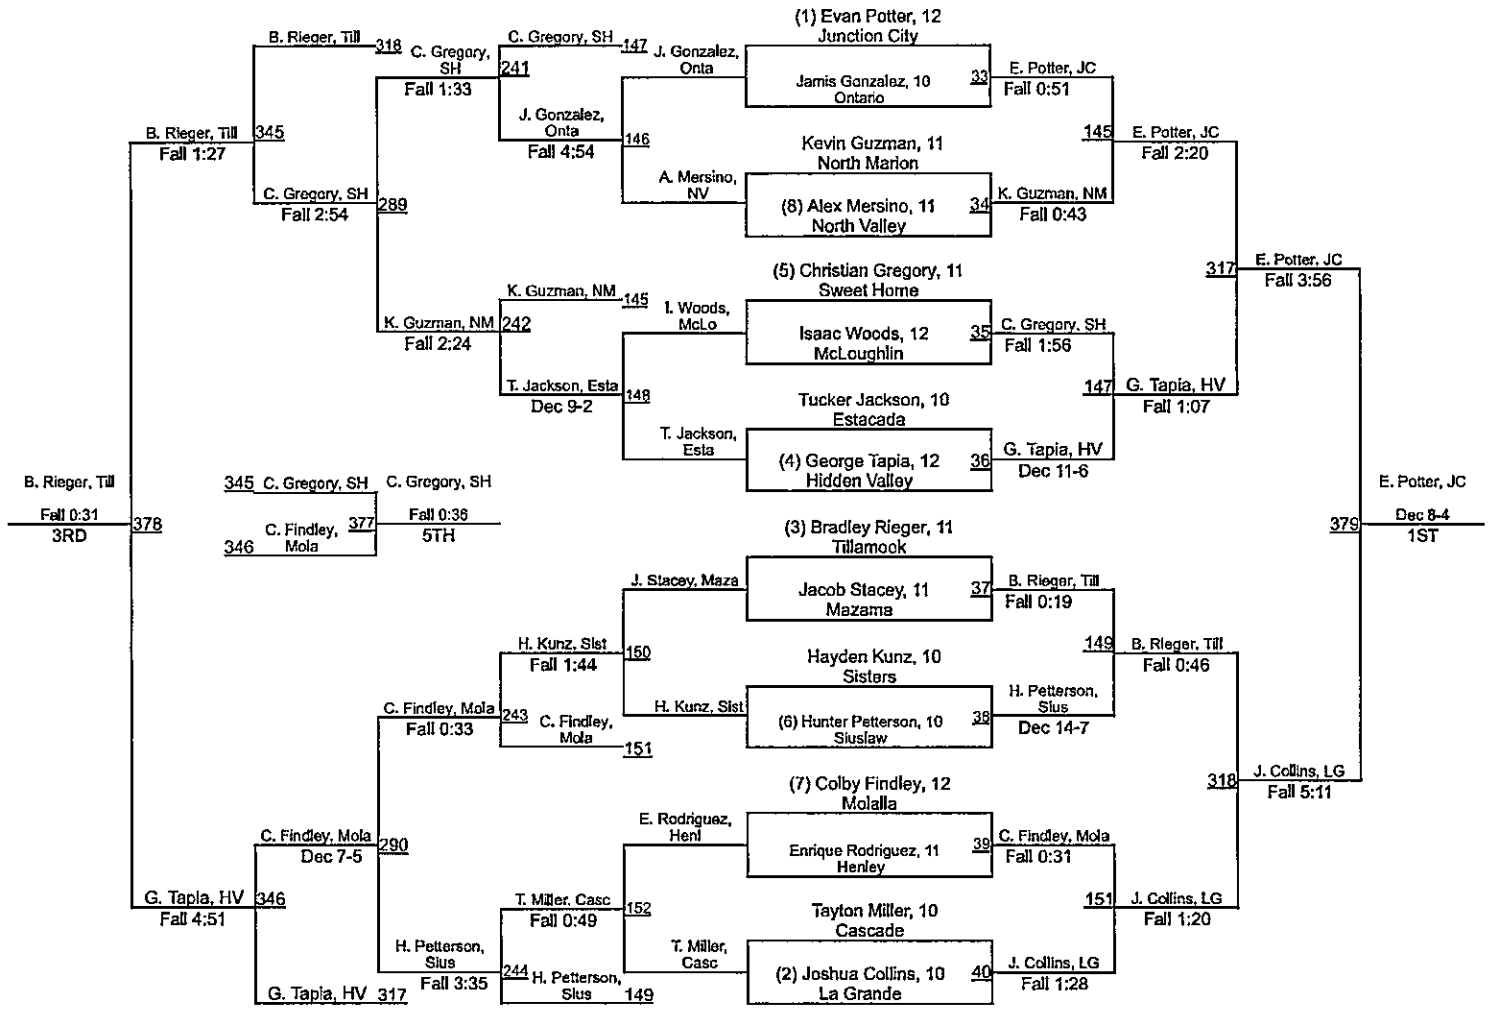 (1) Evan Potter, 12
Junction City
Jamis Gonzalez, 10
Ontario
33
Kevin Guzman, 11
North Marion
(8) Alex Mersino, 11
North Valley
34
(5) Christian Gregory, 11
Sweet Home
Isaac Woods, 12
McLoughlin
35
Tucker Jackson, 10
Estacada
(4) George Tapia, 12
Hidden Valley
36
(3) Bradley Rieger, 11
Tillamook
Jacob Stacey, 11
Mazama
37
Hayden Kunz, 10
Sisters
(6) Hunter Petterson, 10
Siuslaw
38
(7) Colby Findley, 12
Molalla
Enrique Rodriguez, 11
Henley
39
Tayton Miller, 10
Cascade
(2) Joshua Collins, 10
La Grande
40
E. Potter, JC
Fall 0:51
145
K. Guzman, NM
Fall 0:43
C. Gregory, SH
Fall 1:56
147
G. Tapia, HV
Dec 11-6
B. Rieger, Till
Fall 0:19
149
H. Petterson,
Sius
Dec 14-7
C. Findley, Mola
Fall 0:31
151
J. Collins, LG
Fall 1:28
E. Potter, JC
Fall 2:20
317
G. Tapia, HV
Fall 1:07
B. Rieger, Till
Fall 0:46
318
J. Collins, LG
Fall 1:20
E. Potter, JC
Fall 3:56
J. Collins, LG
Fall 5:11
E. Potter, JC
379
Dec 8-4
1ST
J. Gonzalez,
Onta
146
A. Mersino,
NV
I. Woods,
McLo
148
T. Jackson,
Esta
J. Stacey, Maza
150
H. Kunz, Sist
E. Rodriguez,
Henl
152
T. Miller,
Casc
C. Gregory, SH
147
241
J. Gonzalez,
Onta
Fall 4:54
K. Guzman, NM
145
242
T. Jackson, Esta
Dec 9-2
H. Kunz, Sist
Fall 1:44
243
C. Findley,
Mola
151
T. Miller, Casc
Fall 0:49
244
H. Petterson,
Sius
149
C. Gregory,
SH
Fall 1:33
289
K. Guzman, NM
Fall 2:24
C. Findley, Mola
Fall 0:33
290
H. Petterson,
Sius
Fall 3:35
B. Rieger, Till
318
345
C. Gregory, SH
Fall 2:54
C. Findley, Mola
Dec 7-5
346
G. Tapia, HV
317
B. Rieger, Till
Fall 1:27
G. Tapia, HV
Fall 4:51
B. Rieger, Till
378
Fall 0:31
3RD
345
C. Gregory, SH
C. Gregory, SH
377
Fall 0:36
5TH
C. Findley,
Mola
346